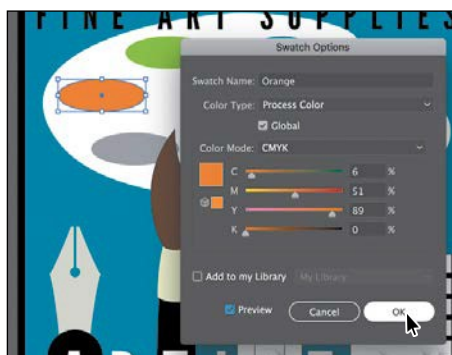 FINE ART SUPPLIES
Swatch Options
Swatch Name: Orange
Color Type: Process Color
Global
Color Mode: CMYK
C 6 %
M 51 %
Y 89 %
K 0 %
Add to my Library My Library
Preview Cancel OK